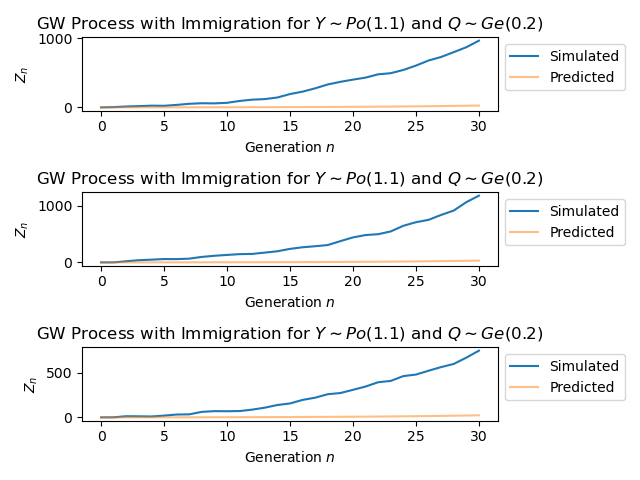 GW Process with Immigration for Y ~ Po(1.1) and Q ~ Ge(0.2)
1000
0
Zₙ
0 5 10 15 20 25 30
Generation n
Simulated
Predicted
GW Process with Immigration for Y ~ Po(1.1) and Q ~ Ge(0.2)
1000
0
Zₙ
0 5 10 15 20 25 30
Generation n
Simulated
Predicted
GW Process with Immigration for Y ~ Po(1.1) and Q ~ Ge(0.2)
500
0
Zₙ
0 5 10 15 20 25 30
Generation n
Simulated
Predicted